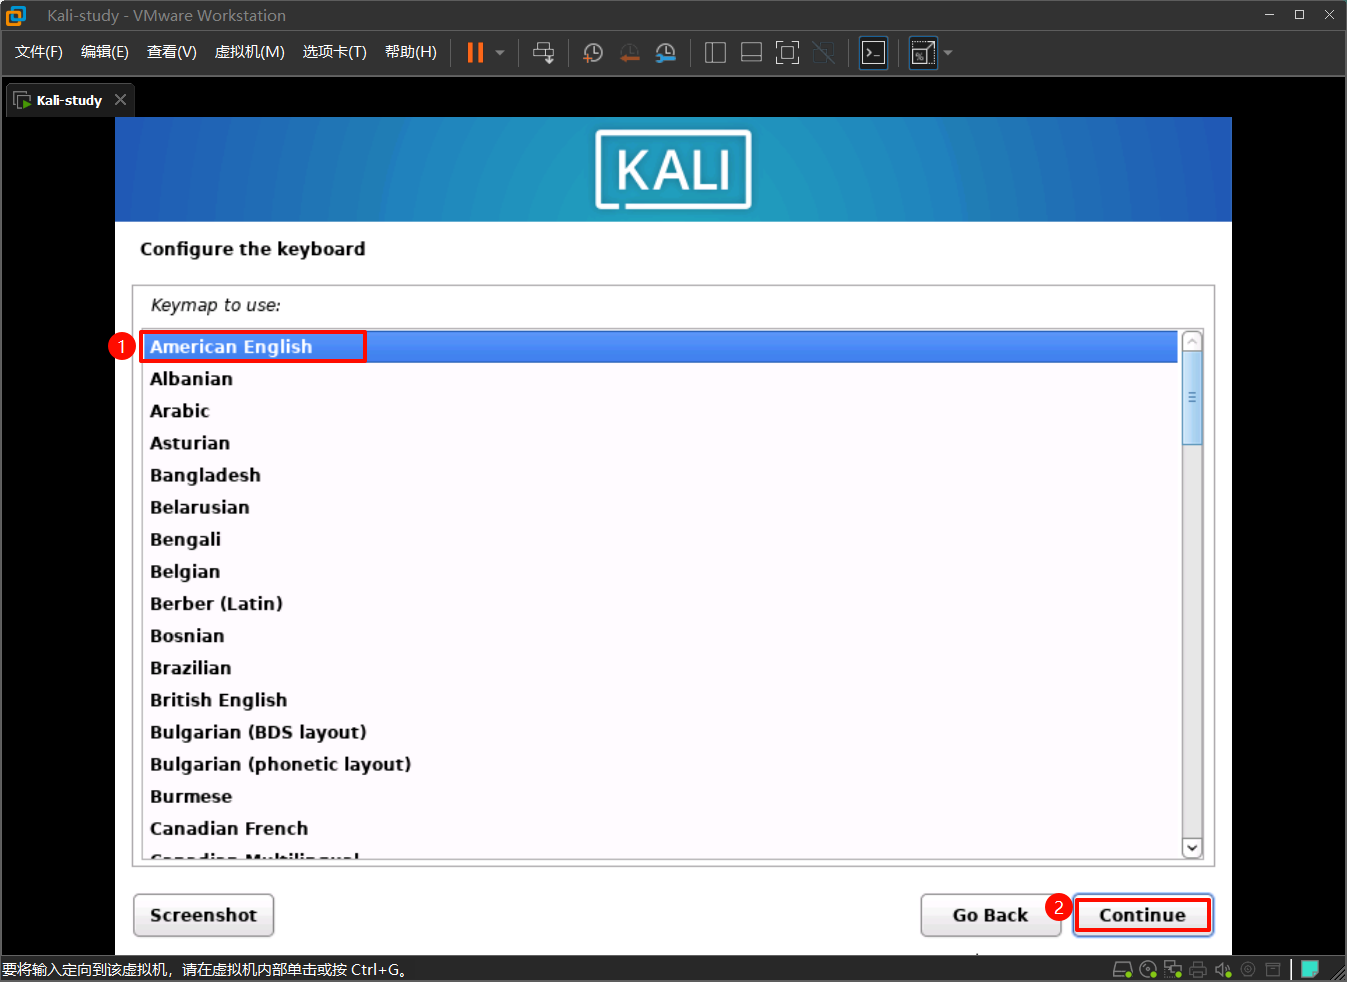 Kali-study - VMware Workstation
文件(F) 编辑(E) 查看(V) 虚拟机(M) 选项卡(T) 帮助(H)
Kali-study
KALI
Configure the keyboard
Keymap to use:
1
American English
Albanian
Arabic
Asturian
Bangladesh
Belarusian
Bengali
Belgian
Berber (Latin)
Bosnian
Brazilian
British English
Bulgarian (BDS layout)
Bulgarian (phonetic layout)
Burmese
Canadian French
Canadian Multilingual
Screenshot
Go Back
2
Continue
要将输入定向到该虚拟机，请在虚拟机内部单击或按 Ctrl+G。